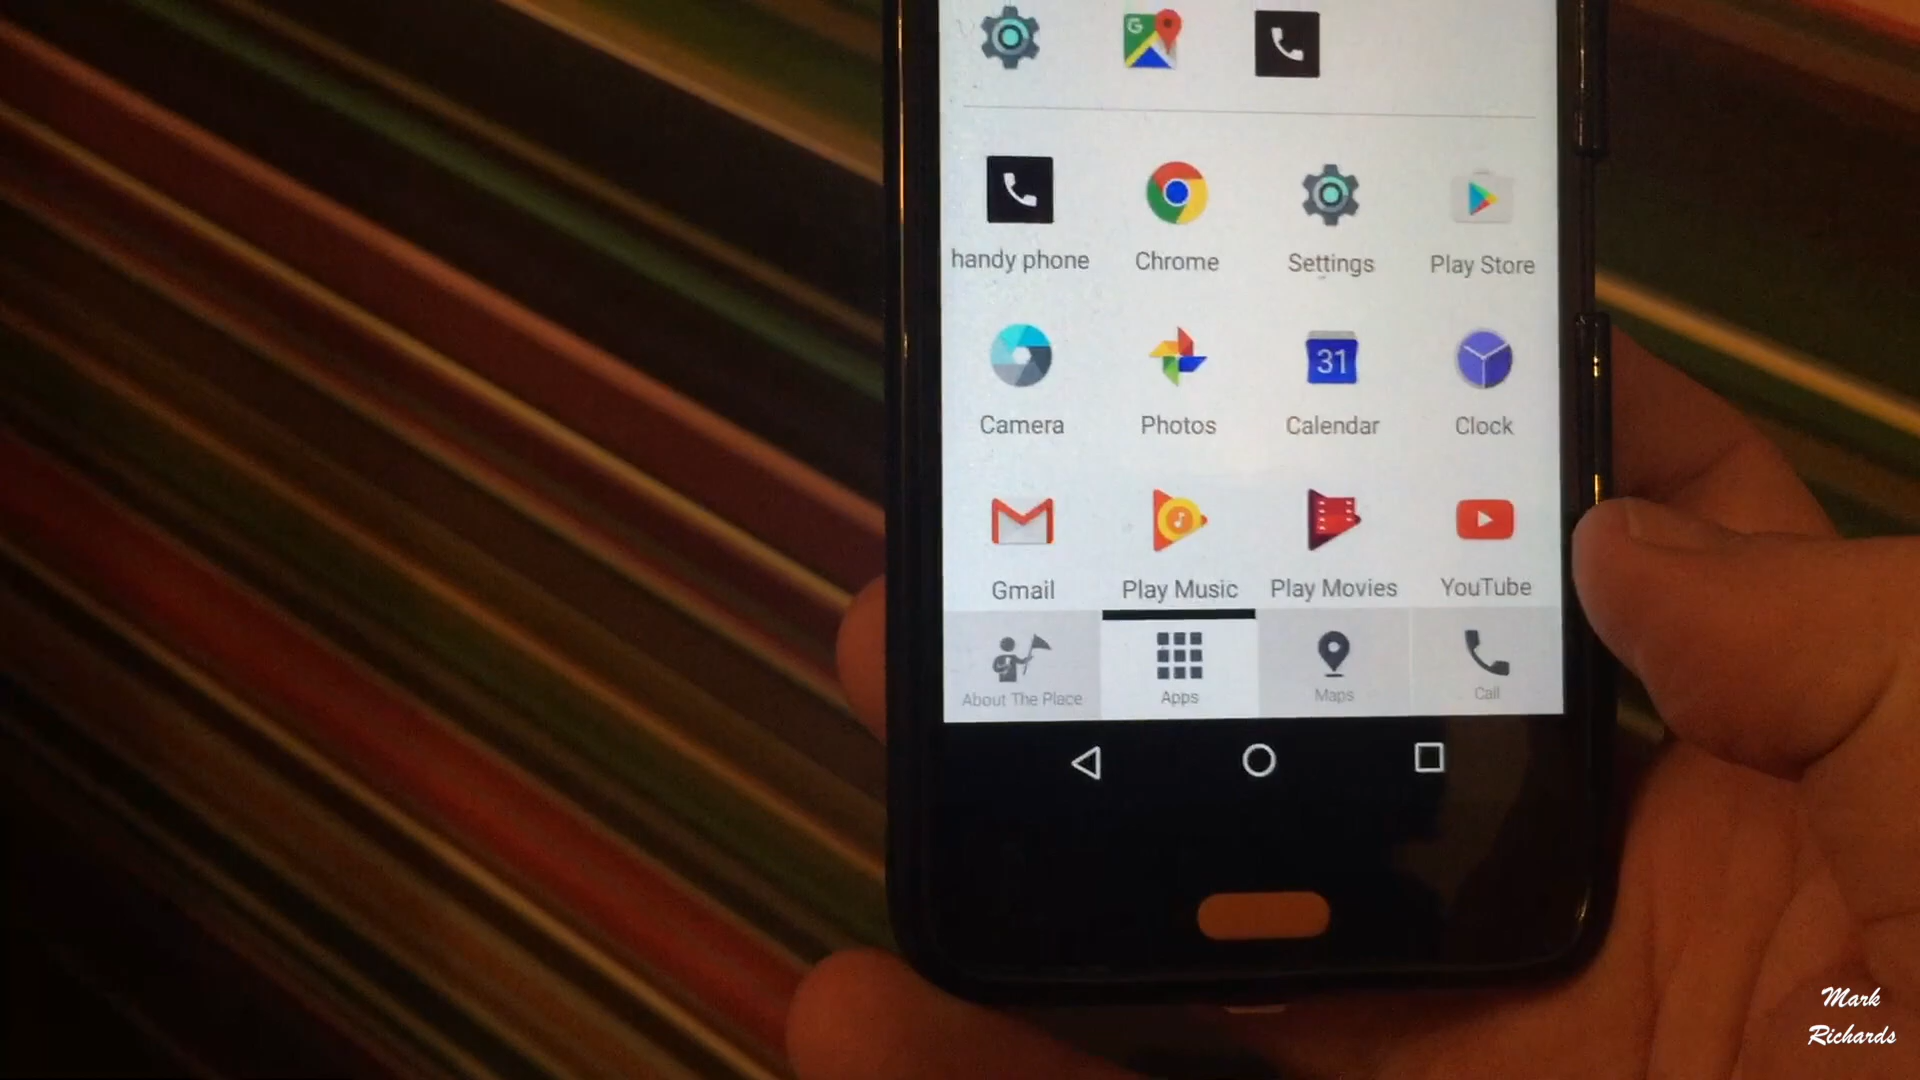 G
handy phone
Chrome
Settings
Play Store
31
Camera
Photos
Calendar
Clock
Gmail
Play Music
Play Movies
YouTube
About The Place
Apps
Maps
Call
Mark
Richards